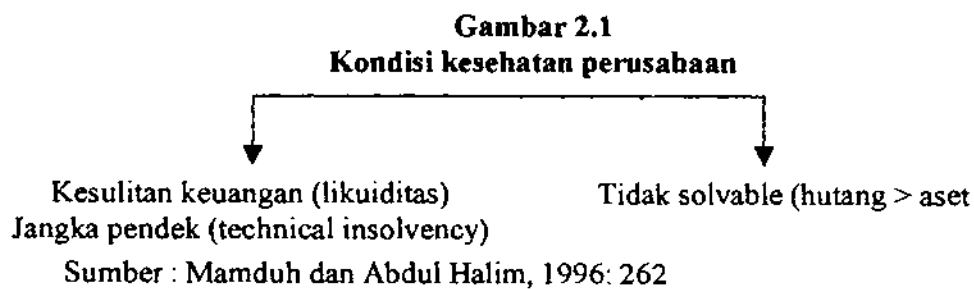 Gambar 2.1
Kondisi kesehatan perusahaan
Kesulitan keuangan (likuiditas)
Jangka pendek (technical insolvency)
Tidak solvable (hutang > aset
Sumber : Mamduh dan Abdul Halim, 1996: 262